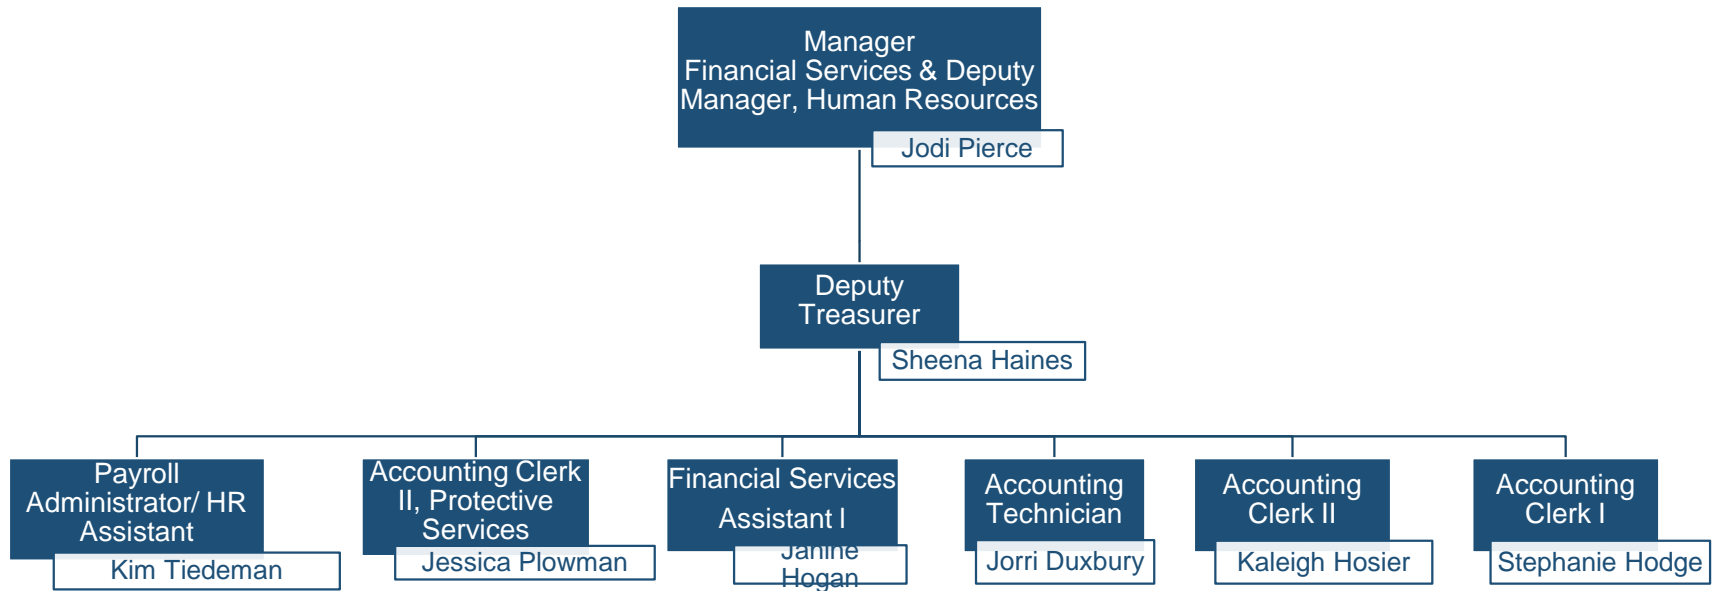 Manager
Financial Services & Deputy
Manager, Human Resources
Jodi Pierce
Deputy
Treasurer
Sheena Haines
Payroll
Administrator/ HR
Assistant
Kim Tiedeman
Accounting Clerk
II, Protective
Services
Jessica Plowman
Financial Services
Assistant I
Janine
Hogan
Accounting
Technician
Jorri Duxbury
Accounting
Clerk II
Kaleigh Hosier
Accounting
Clerk I
Stephanie Hodge